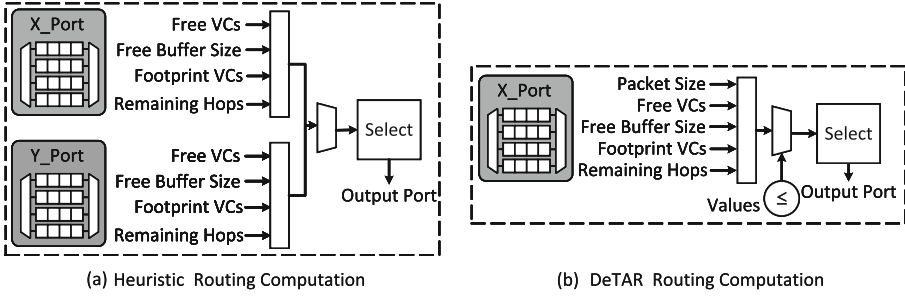 X_Port
Free VCs
Free Buffer Size
Footprint VCs
Remaining Hops
Select
Output Port
Y_Port
Free VCs
Free Buffer Size
Footprint VCs
Remaining Hops
(a) Heuristic Routing Computation
X_Port
Packet Size
Free VCs
Free Buffer Size
Footprint VCs
Remaining Hops
Select
Output Port
Values
≤
(b) DeTAR Routing Computation